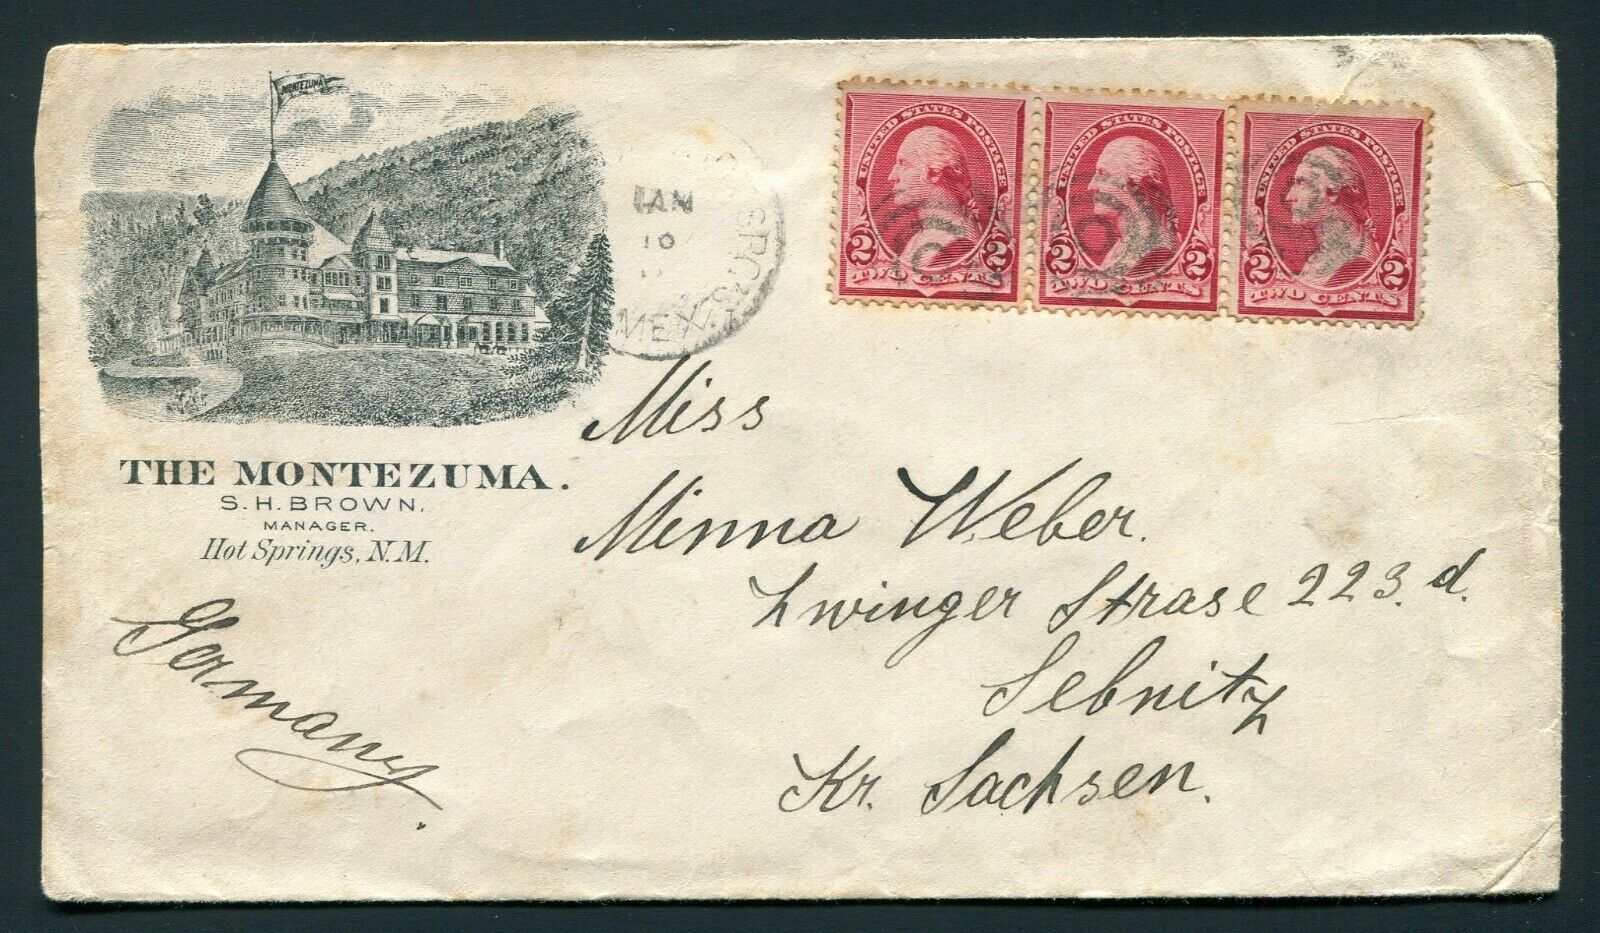 MONTEZUMA
THE MONTEZUMA.
S. H. BROWN,
MANAGER.
Hot Springs, N.M.
SPRGS
JAN
10
MEX.
UNITED STATES POSTAGE
2 2
TWO CENTS
UNITED STATES POSTAGE
2 2
TWO CENTS
UNITED STATES POSTAGE
2 2
TWO CENTS
Miss
Minna Weber.
Zwinger Strase 223. d.
Sebnitz
Kr. Sachsen.
Germany.